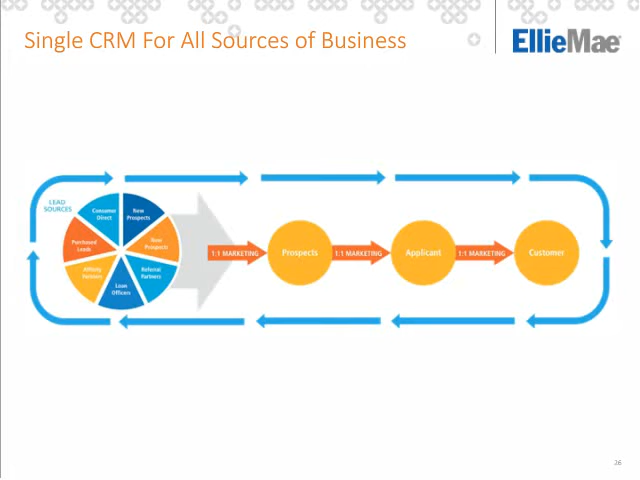 Single CRM For All Sources of Business
EllieMae
LEAD
SOURCES
Consumer
Direct
New
Prospects
Purchased
Leads
New
Prospects
Affinity
Partners
Referral
Partners
Loan
Officers
1:1 MARKETING
Prospects
1:1 MARKETING
Applicant
1:1 MARKETING
Customer
26